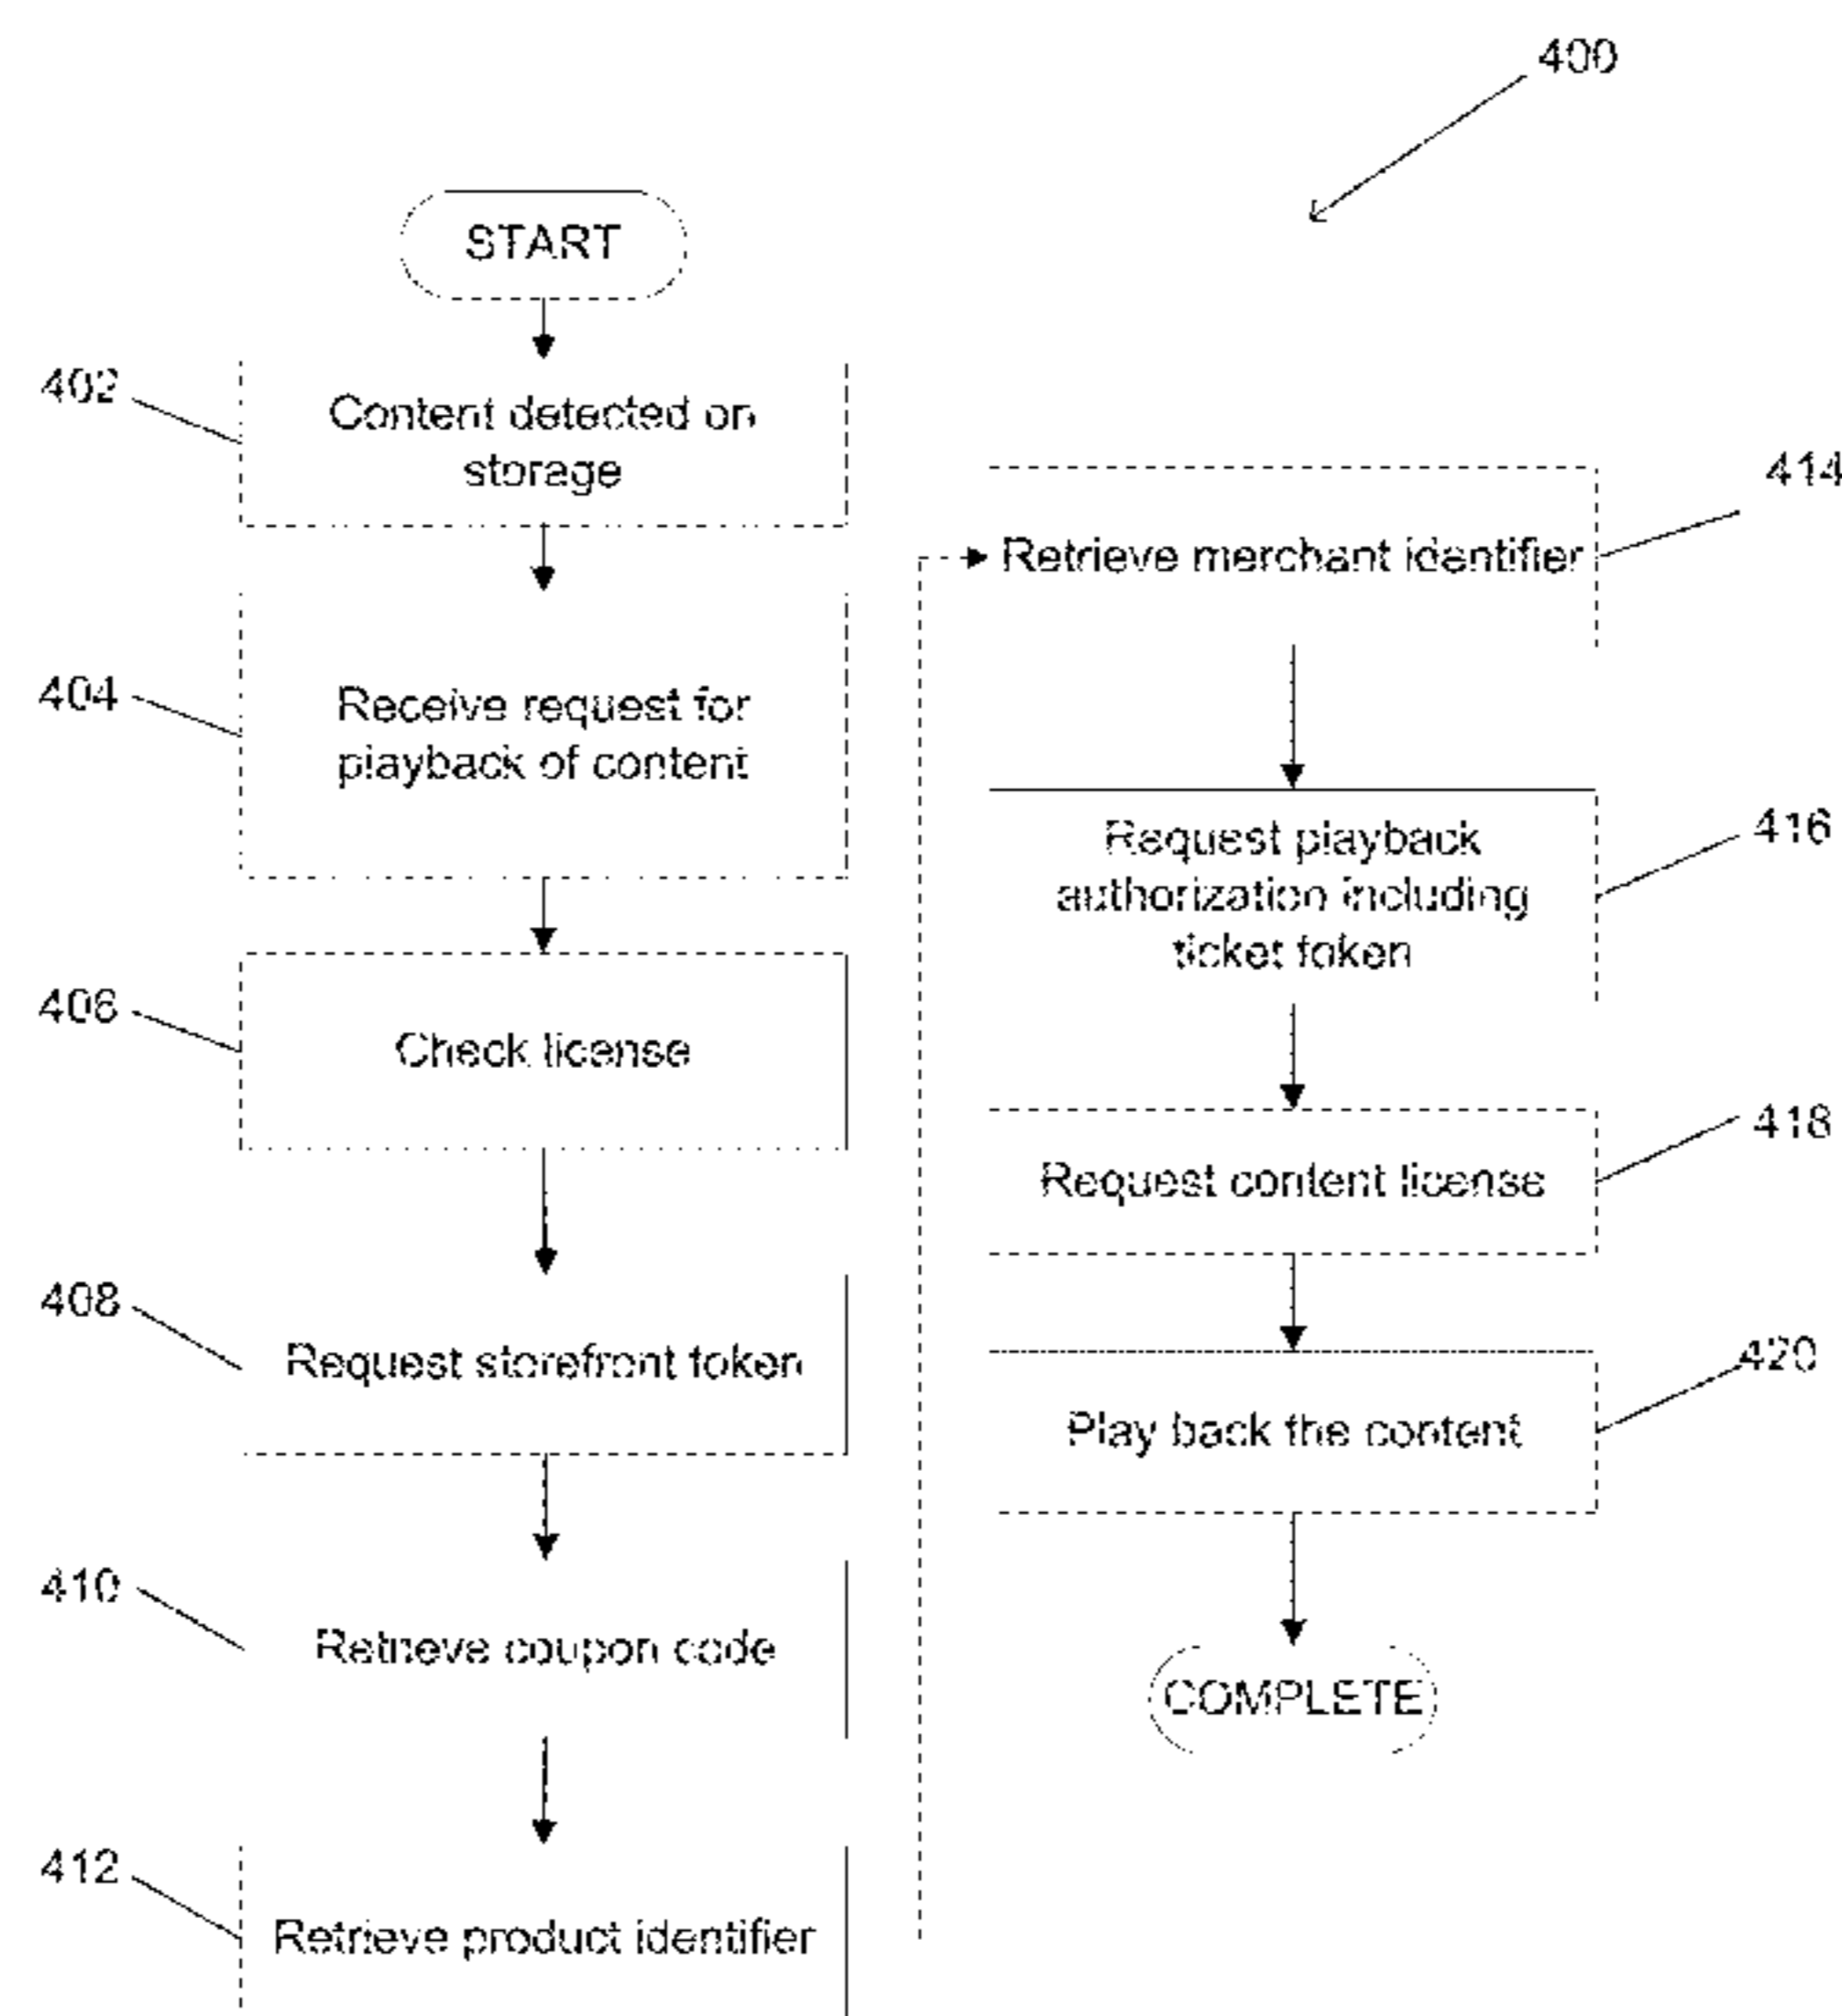 400
START
402
Content detected on
storage
404
Receive request for
playback of content
406
Check license
408
Request storefront token
410
Retrieve coupon code
412
Retrieve product identifier
414
Retrieve merchant identifier
416
Request playback
authorization including
ticket token
418
Request content license
420
Play back the content
COMPLETE